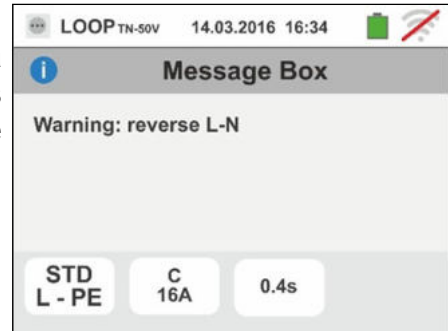 LOOP TN-50V 14.03.2016 16:34
Message Box
Warning: reverse L-N
STD
L - PE
C
16A
0.4s